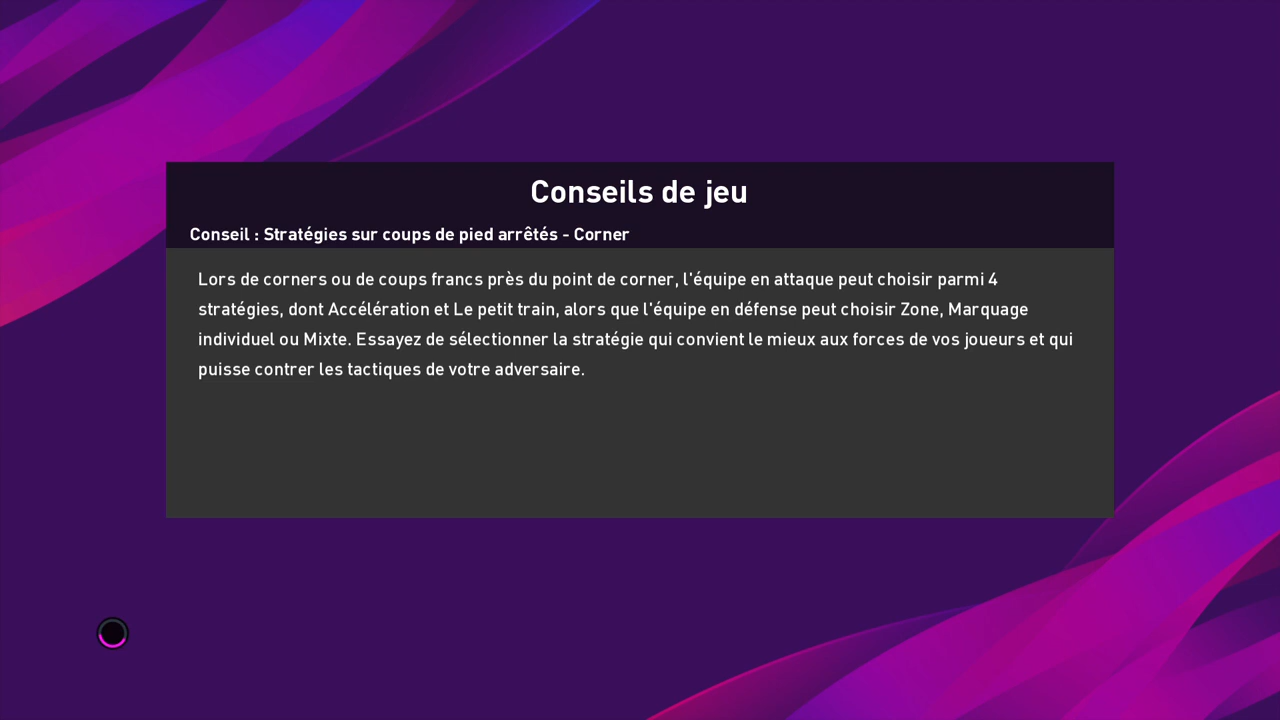 Conseils de jeu
Conseil : Stratégies sur coups de pied arrêtés - Corner
Lors de corners ou de coups francs près du point de corner, l'équipe en attaque peut choisir parmi 4
stratégies, dont Accélération et Le petit train, alors que l'équipe en défense peut choisir Zone, Marquage
individuel ou Mixte. Essayez de sélectionner la stratégie qui convient le mieux aux forces de vos joueurs et qui
puisse contrer les tactiques de votre adversaire.